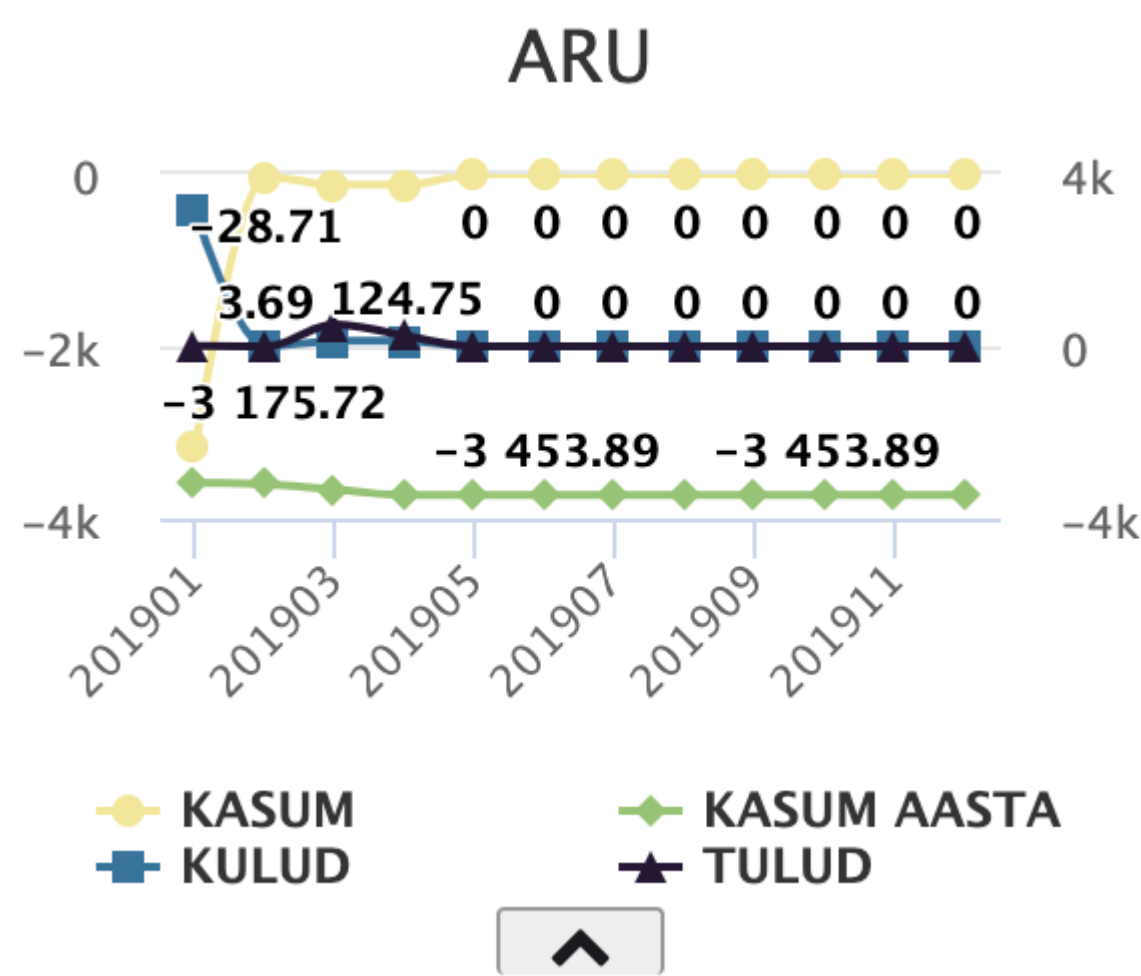 ARU
0 4k
-28.71 0 0 0 0 0 0 0 0
3.69 124.75 0 0 0 0 0 0 0
-2k 0
-3 175.72
-3 453.89 -3 453.89
-4k -4k
201901 201903 201905 201907 201909 201911
KASUM KASUM AASTA
KULUD TULUD